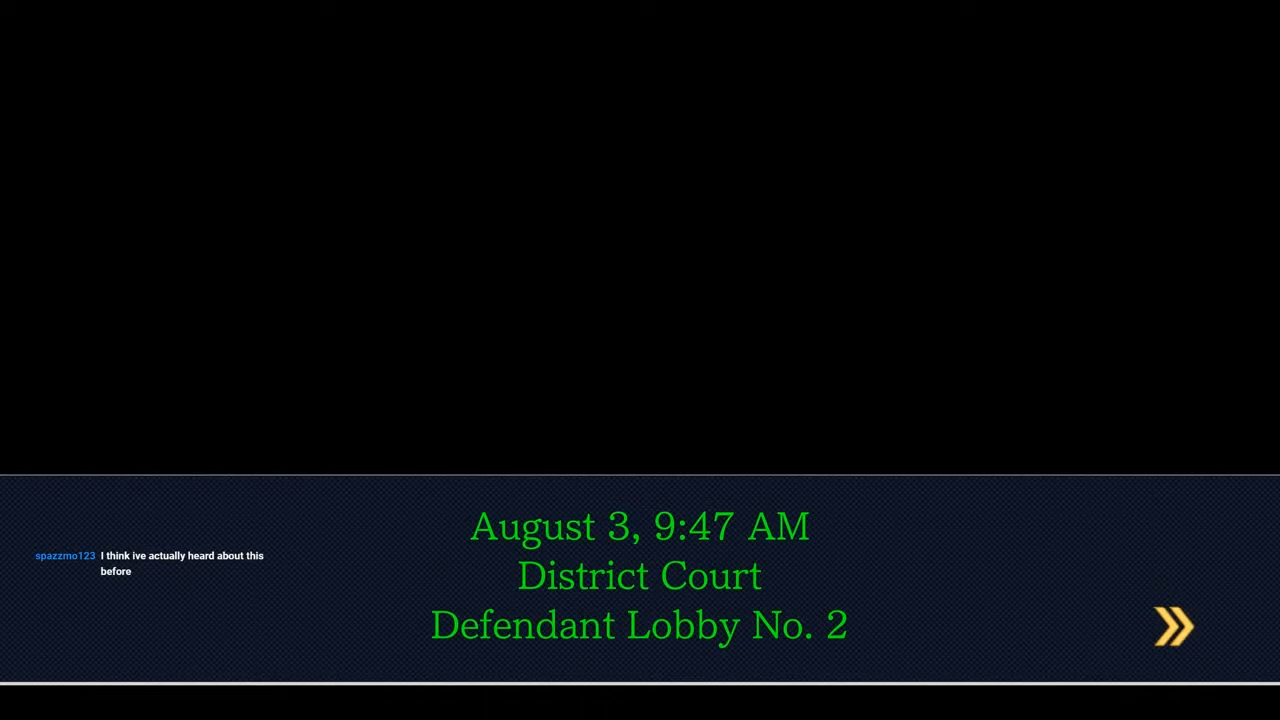 August 3, 9:47 AM
spazzmo123 I think ive actually heard about this
before
District Court
Defendant Lobby No. 2